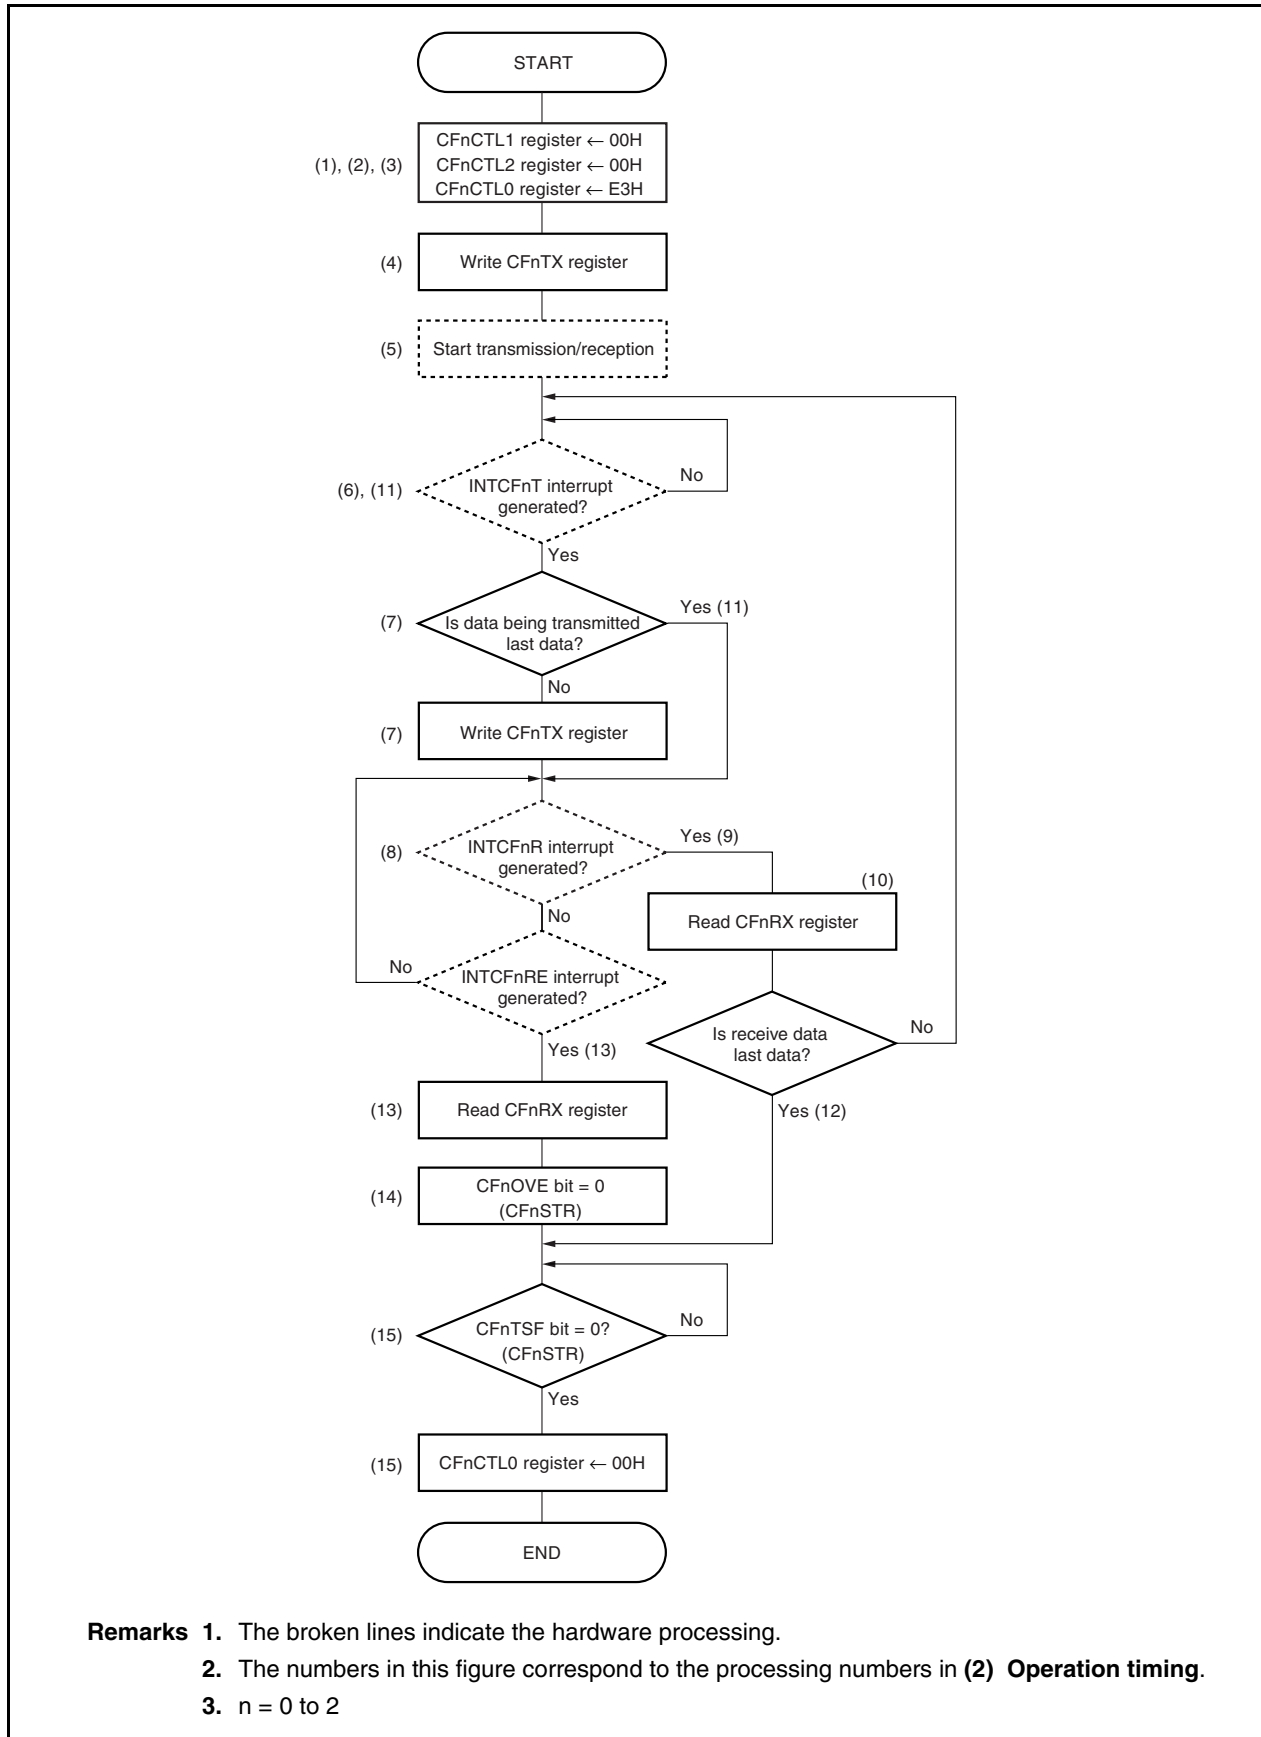 START
(1), (2), (3)
CFnCTL1 register ← 00H
CFnCTL2 register ← 00H
CFnCTL0 register ← E3H
(4)
Write CFnTX register
(5)
Start transmission/reception
(6), (11)
INTCFnT interrupt
generated?
No
Yes
(7)
Is data being transmitted
last data?
Yes (11)
No
(7)
Write CFnTX register
(8)
INTCFnR interrupt
generated?
Yes (9)
(10)
Read CFnRX register
No
No
INTCFnRE interrupt
generated?
Is receive data
last data?
No
Yes (13)
Yes (12)
(13)
Read CFnRX register
(14)
CFnOVE bit = 0
(CFnSTR)
(15)
CFnTSF bit = 0?
(CFnSTR)
No
Yes
(15)
CFnCTL0 register ← 00H
END
Remarks 1. The broken lines indicate the hardware processing.
2. The numbers in this figure correspond to the processing numbers in (2) Operation timing.
3. n = 0 to 2